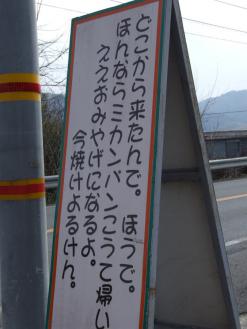 どこから来たんで。 ほうで。
ほんならミカンパンこうて帰い
ええおみやげになるよ。
今焼けよるけん。